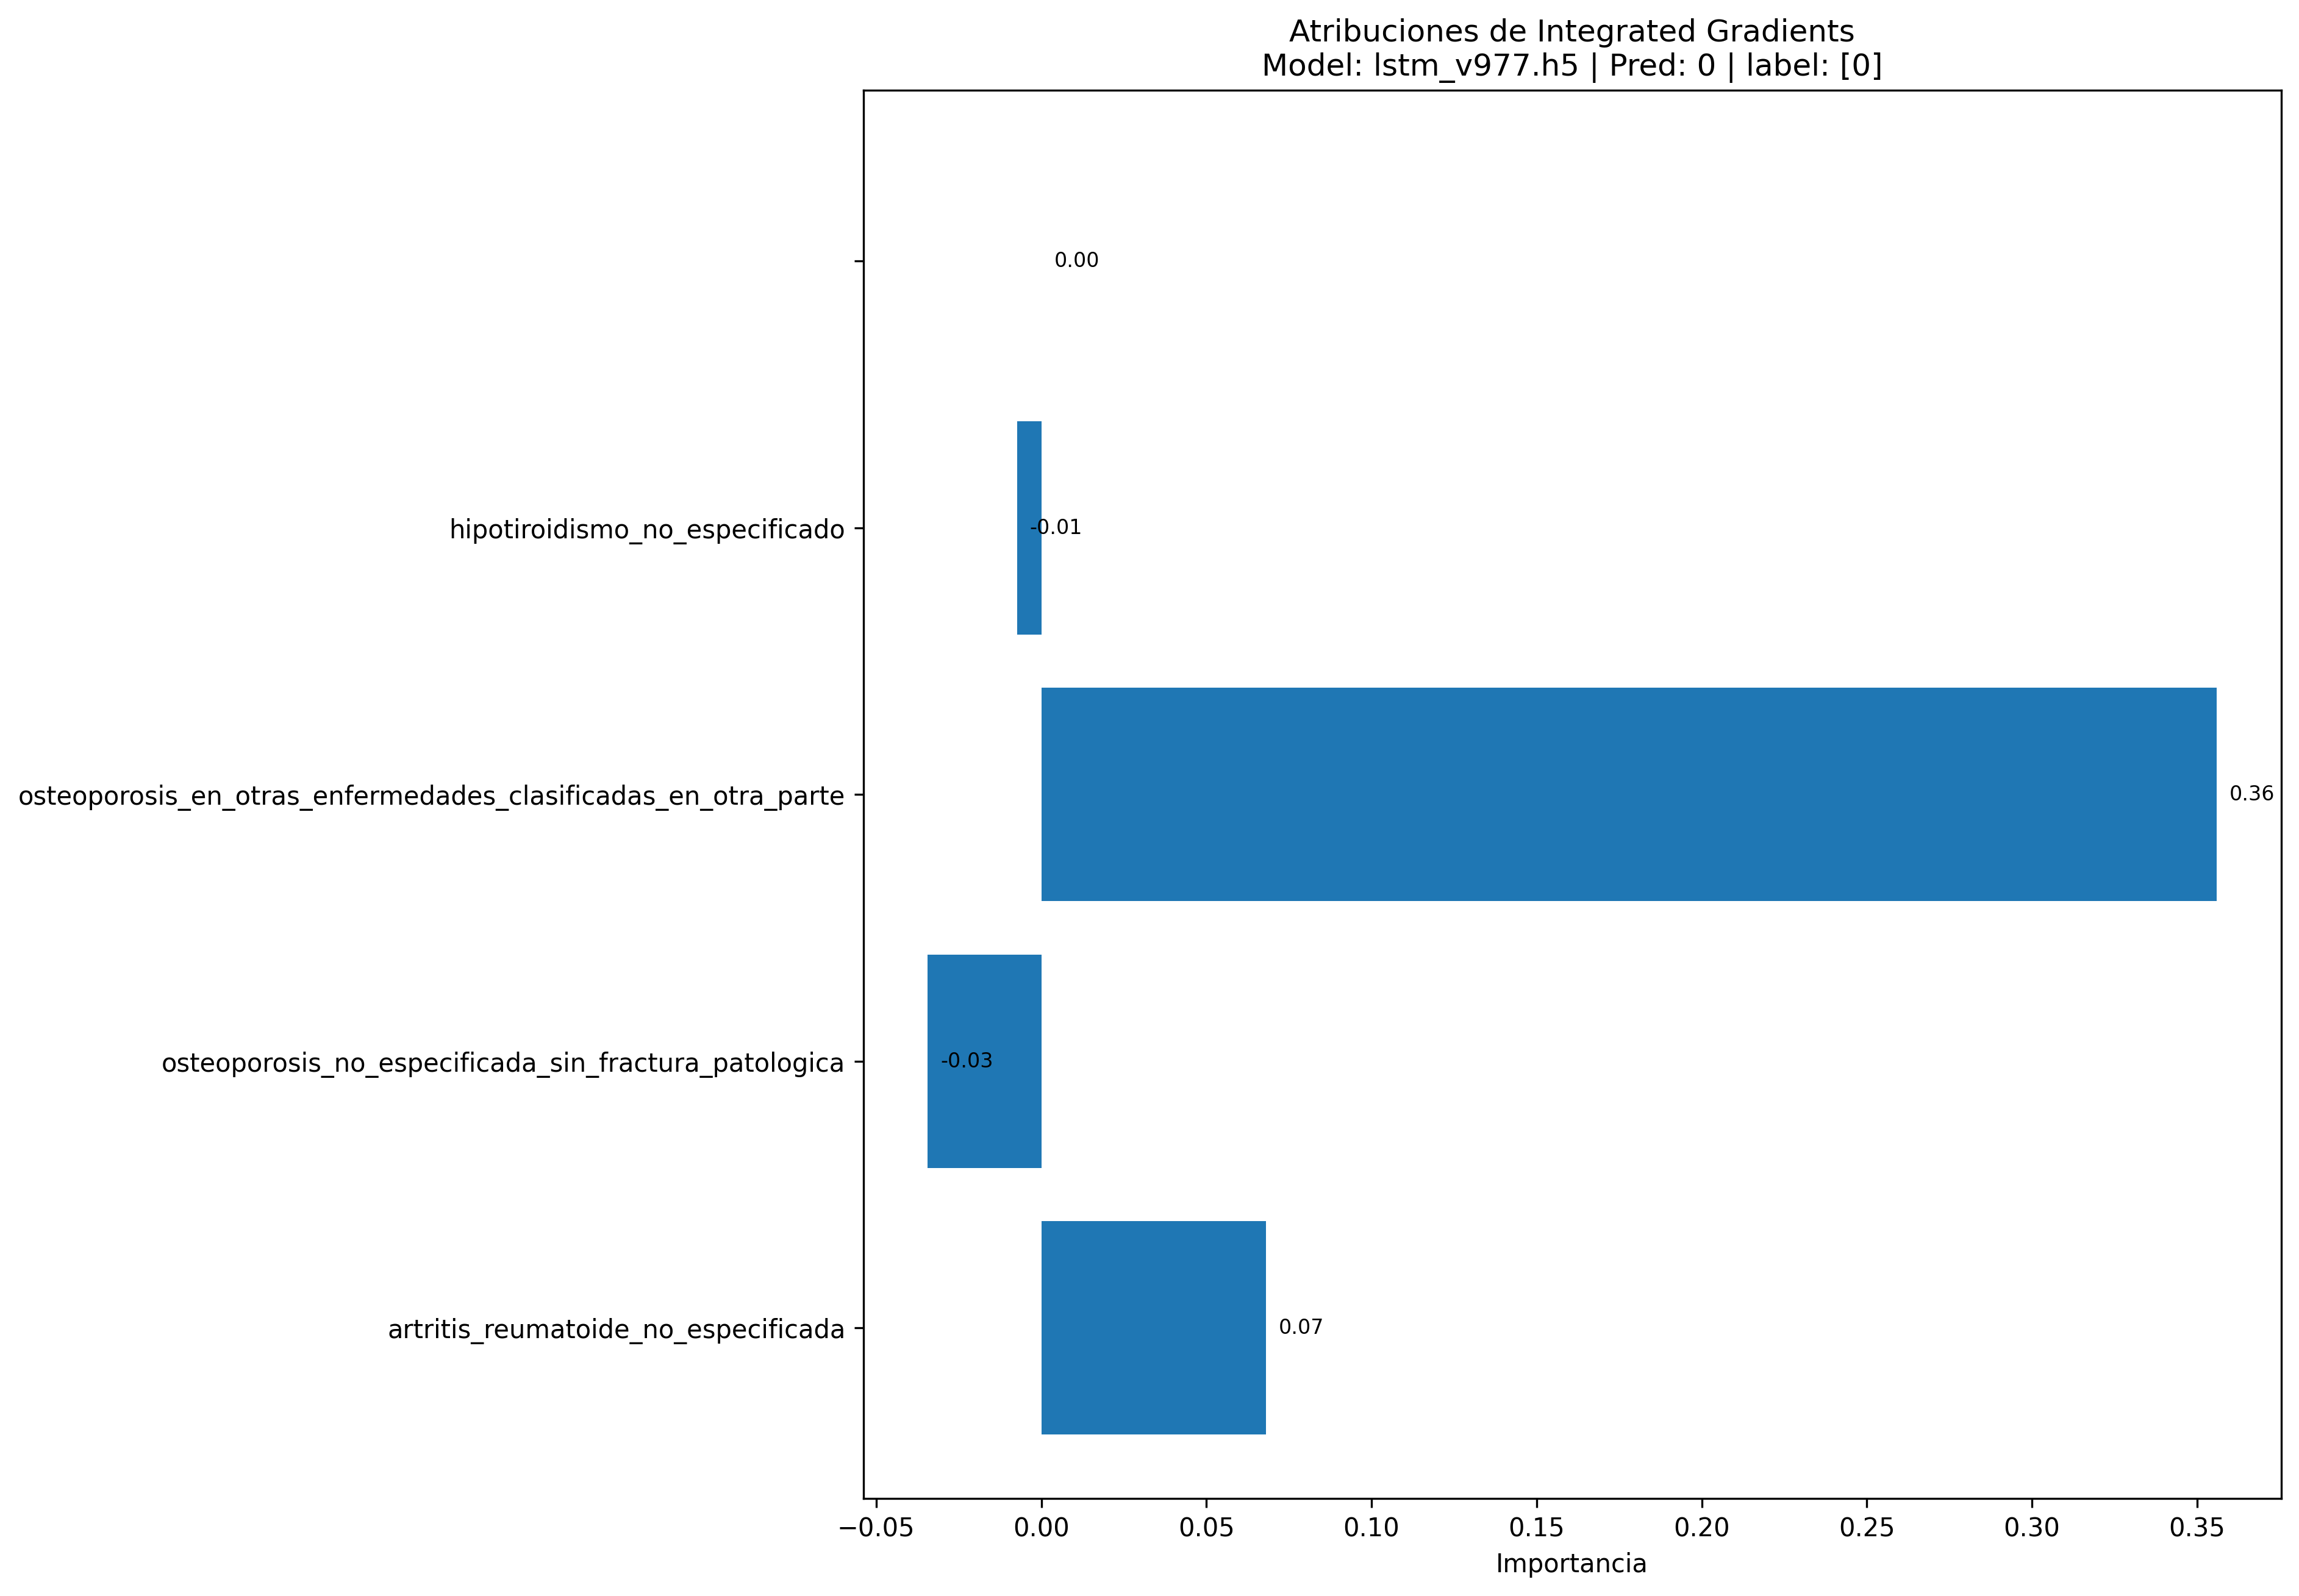 Atribuciones de Integrated Gradients
Model: lstm_v977.h5 | Pred: 0 | label: [0]
0.00
hipotiroidismo_no_especificado
-0.01
osteoporosis_en_otras_enfermedades_clasificadas_en_otra_parte
0.36
osteoporosis_no_especificada_sin_fractura_patologica
-0.03
artritis_reumatoide_no_especificada
0.07
−0.05 0.00 0.05 0.10 0.15 0.20 0.25 0.30 0.35
Importancia